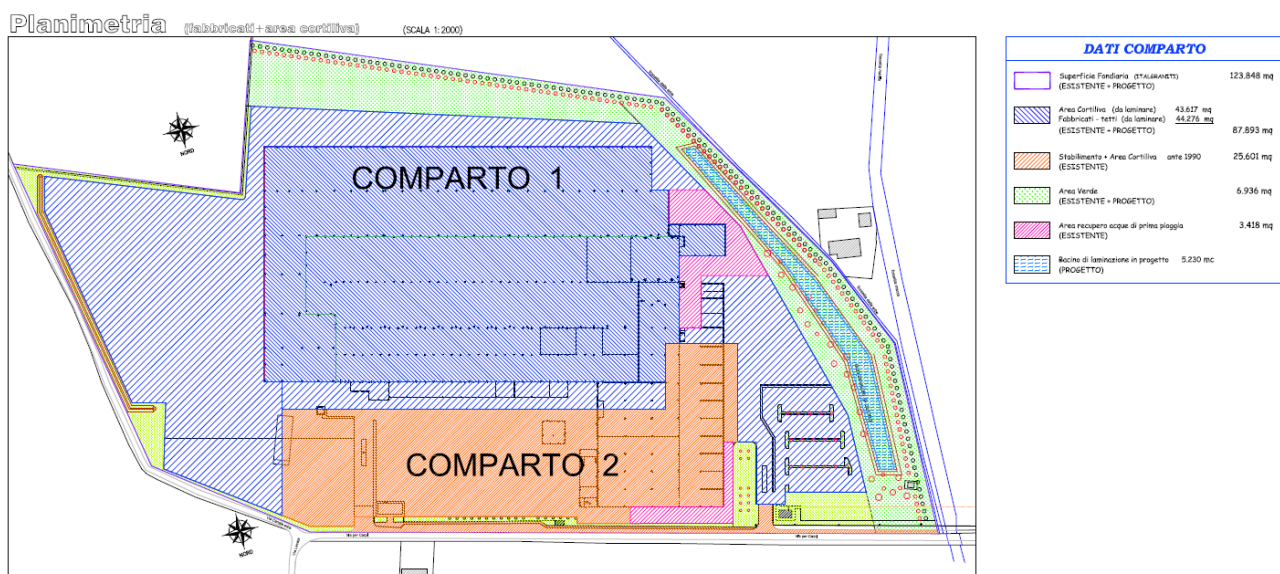 Planimetria (fabbricati+area cortiliva) (SCALA 1:2000)
DATI COMPARTO
Superficie Fondiaria (ITALGRANITI) 123.848 mq
(ESISTENTE + PROGETTO)
Area Cortiliva (da laminare) 43.617 mq
Fabbricati - tetti (da laminare) 44.276 mq
(ESISTENTE + PROGETTO) 87.893 mq
Stabilimento + Area Cortiliva ante 1990 25.601 mq
(ESISTENTE)
Area Verde 6.936 mq
(ESISTENTE + PROGETTO)
Area recupero acque di prima pioggia 3.418 mq
(ESISTENTE)
Bacino di laminazione in progetto 5.230 mc
(PROGETTO)
NORD
COMPARTO 1
COMPARTO 2
NORD